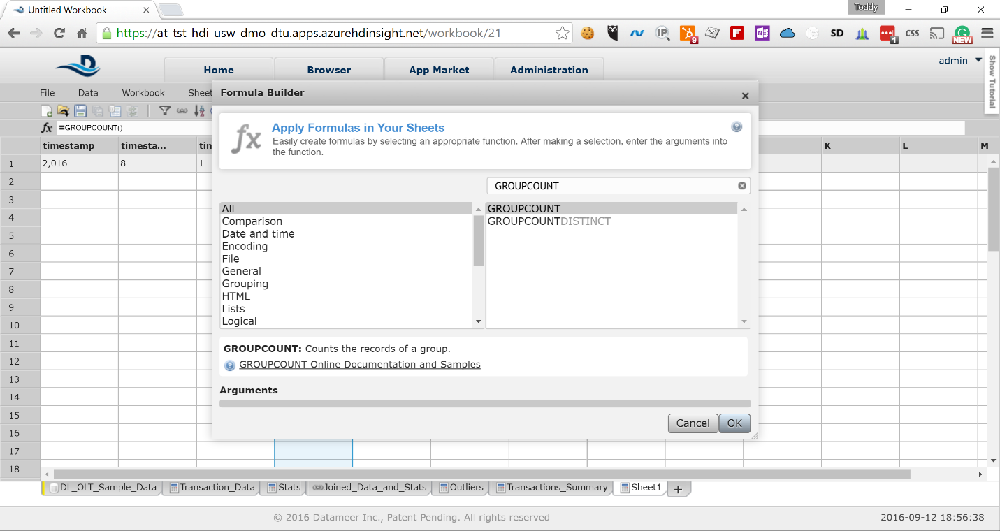 Untitled Workbook
Toddy
https://at-tst-hdi-usw-dmo-dtu.apps.azurehdinsight.net/workbook/21
IP 9 F N SD 1 CSS NEW
Home Browser App Market Administration admin
Show Tutorial
File Data Workbook Sheet
Formula Builder
fx =GROUPCOUNT()
fx
Apply Formulas in Your Sheets
Easily create formulas by selecting an appropriate function. After making a selection, enter the arguments into
the function.
timestamp timesta... tim K L M
1 2,016 8 1
2
3
4
5
6
7
8
9
10
11
12
13
14
15
16
17
18
GROUPCOUNT
All
Comparison
Date and time
Encoding
File
General
Grouping
HTML
Lists
Logical
GROUPCOUNT
GROUPCOUNTDISTINCT
GROUPCOUNT: Counts the records of a group.
GROUPCOUNT Online Documentation and Samples
Arguments
Cancel OK
DL_OLT_Sample_Data Transaction_Data Stats Joined_Data_and_Stats Outliers Transactions_Summary Sheet1 +
© 2016 Datameer Inc., Patent Pending. All rights reserved
2016-09-12 18:56:38